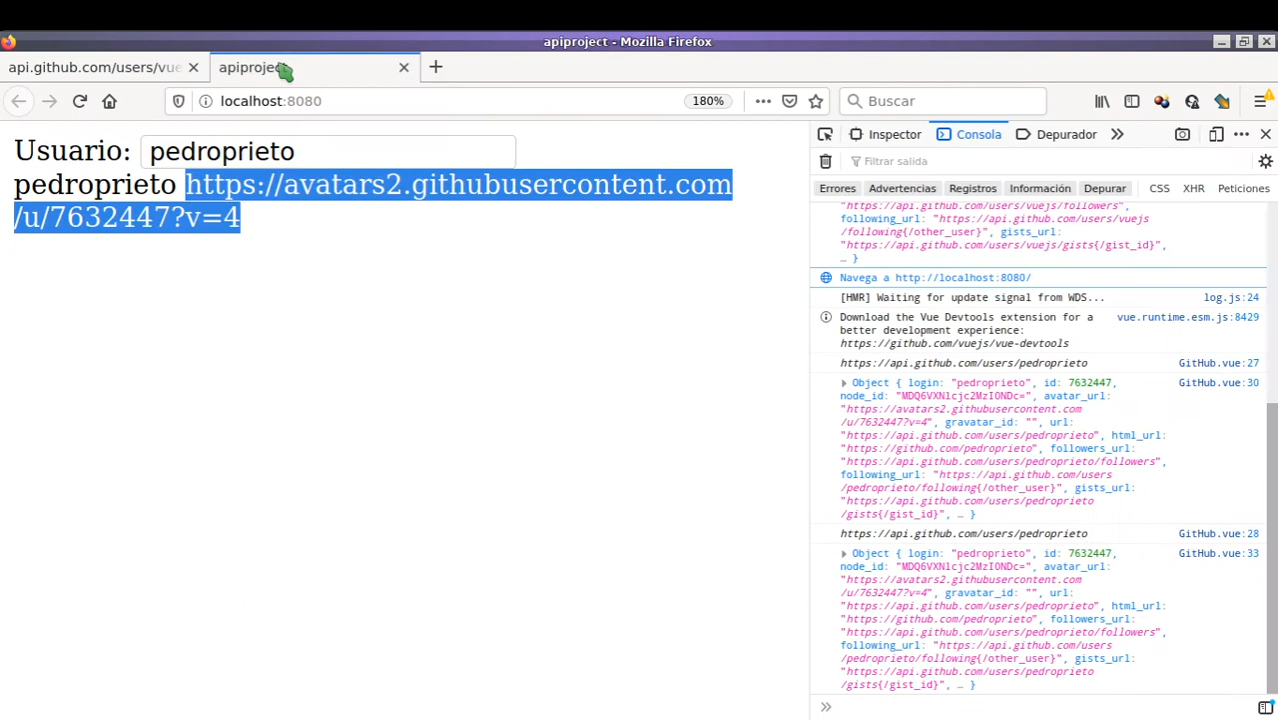 apiproject - Mozilla Firefox
api.github.com/users/vue
apiproject
localhost:8080
180%
Buscar
Usuario: pedroprieto
pedroprieto https://avatars2.githubusercontent.com
/u/7632447?v=4
Inspector
Consola
Depurador
Filtrar salida
Errores
Advertencias
Registros
Información
Depurar
CSS
XHR
Peticiones
"https://api.github.com/users/vuejs/followers",
following_url: "https://api.github.com/users/vuejs
/following{/other_user}", gists_url:
"https://api.github.com/users/vuejs/gists{/gist_id}",
… }
Navega a http://localhost:8080/
[HMR] Waiting for update signal from WDS... log.js:24
Download the Vue Devtools extension for a vue.runtime.esm.js:8429
better development experience:
https://github.com/vuejs/vue-devtools
https://api.github.com/users/pedroprieto GitHub.vue:27
Object { login: "pedroprieto", id: 7632447, GitHub.vue:30
node_id: "MDQ6VXNlcjc2MzI0NDc=", avatar_url:
"https://avatars2.githubusercontent.com
/u/7632447?v=4", gravatar_id: "", url:
"https://api.github.com/users/pedroprieto", html_url:
"https://github.com/pedroprieto", followers_url:
"https://api.github.com/users/pedroprieto/followers",
following_url: "https://api.github.com/users
/pedroprieto/following{/other_user}", gists_url:
"https://api.github.com/users/pedroprieto
/gists{/gist_id}", … }
https://api.github.com/users/pedroprieto GitHub.vue:28
Object { login: "pedroprieto", id: 7632447, GitHub.vue:33
node_id: "MDQ6VXNlcjc2MzI0NDc=", avatar_url:
"https://avatars2.githubusercontent.com
/u/7632447?v=4", gravatar_id: "", url:
"https://api.github.com/users/pedroprieto", html_url:
"https://github.com/pedroprieto", followers_url:
"https://api.github.com/users/pedroprieto/followers",
following_url: "https://api.github.com/users
/pedroprieto/following{/other_user}", gists_url:
"https://api.github.com/users/pedroprieto
/gists{/gist_id}", … }